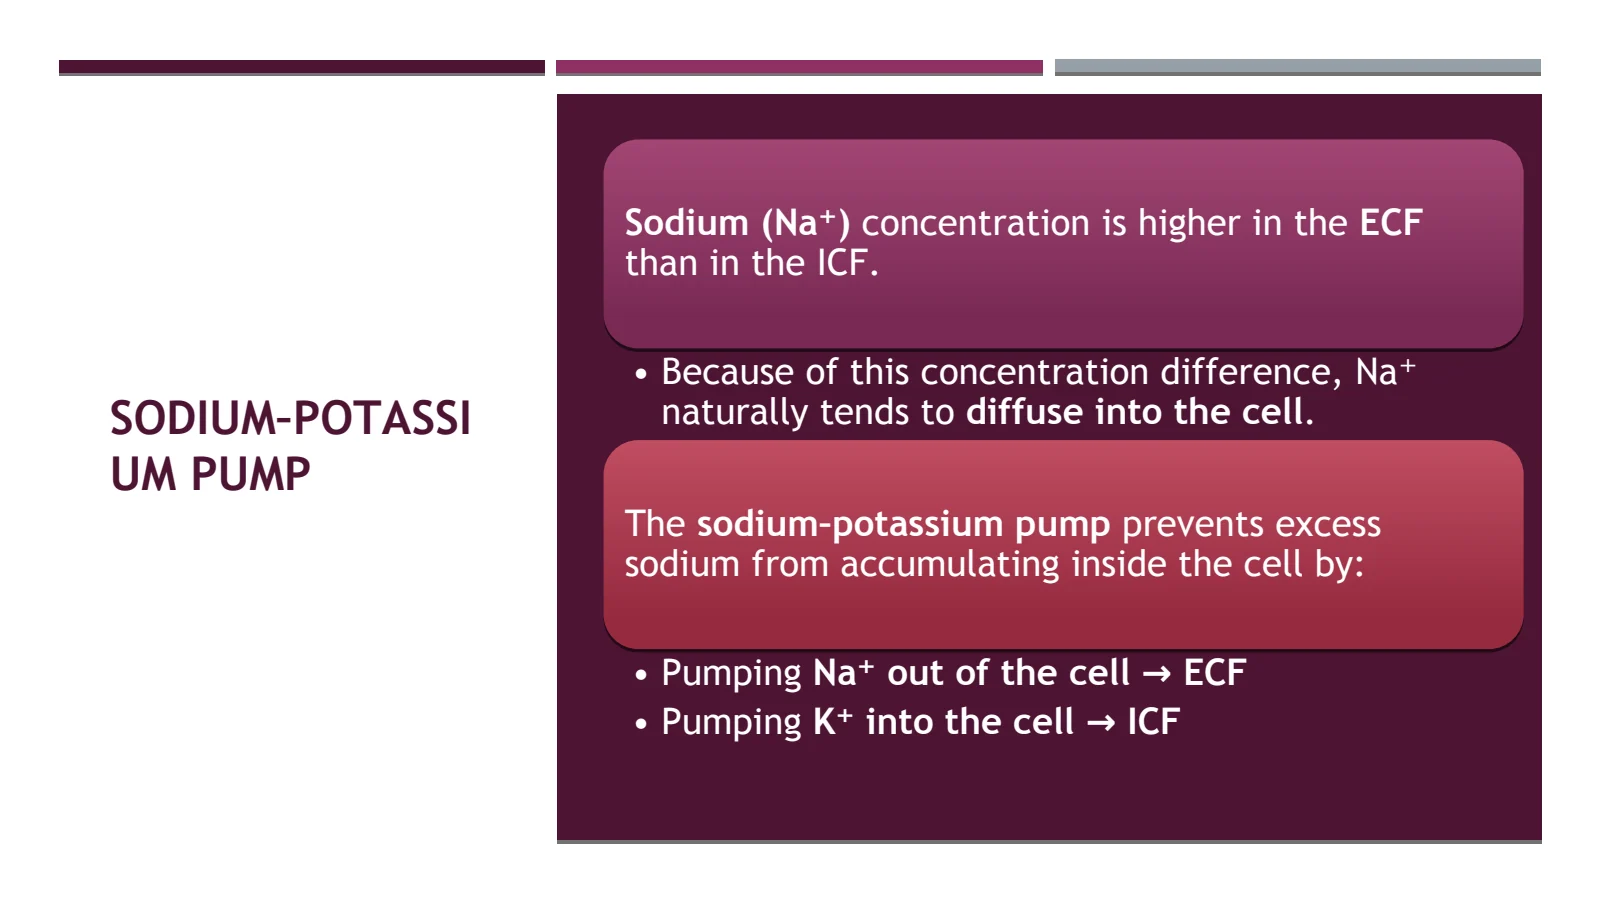 SODIUM-POTASSI
UM PUMP
Sodium (Na⁺) concentration is higher in the ECF
than in the ICF.
• Because of this concentration difference, Na⁺
naturally tends to diffuse into the cell.
The sodium-potassium pump prevents excess
sodium from accumulating inside the cell by:
• Pumping Na⁺ out of the cell → ECF
• Pumping K⁺ into the cell → ICF